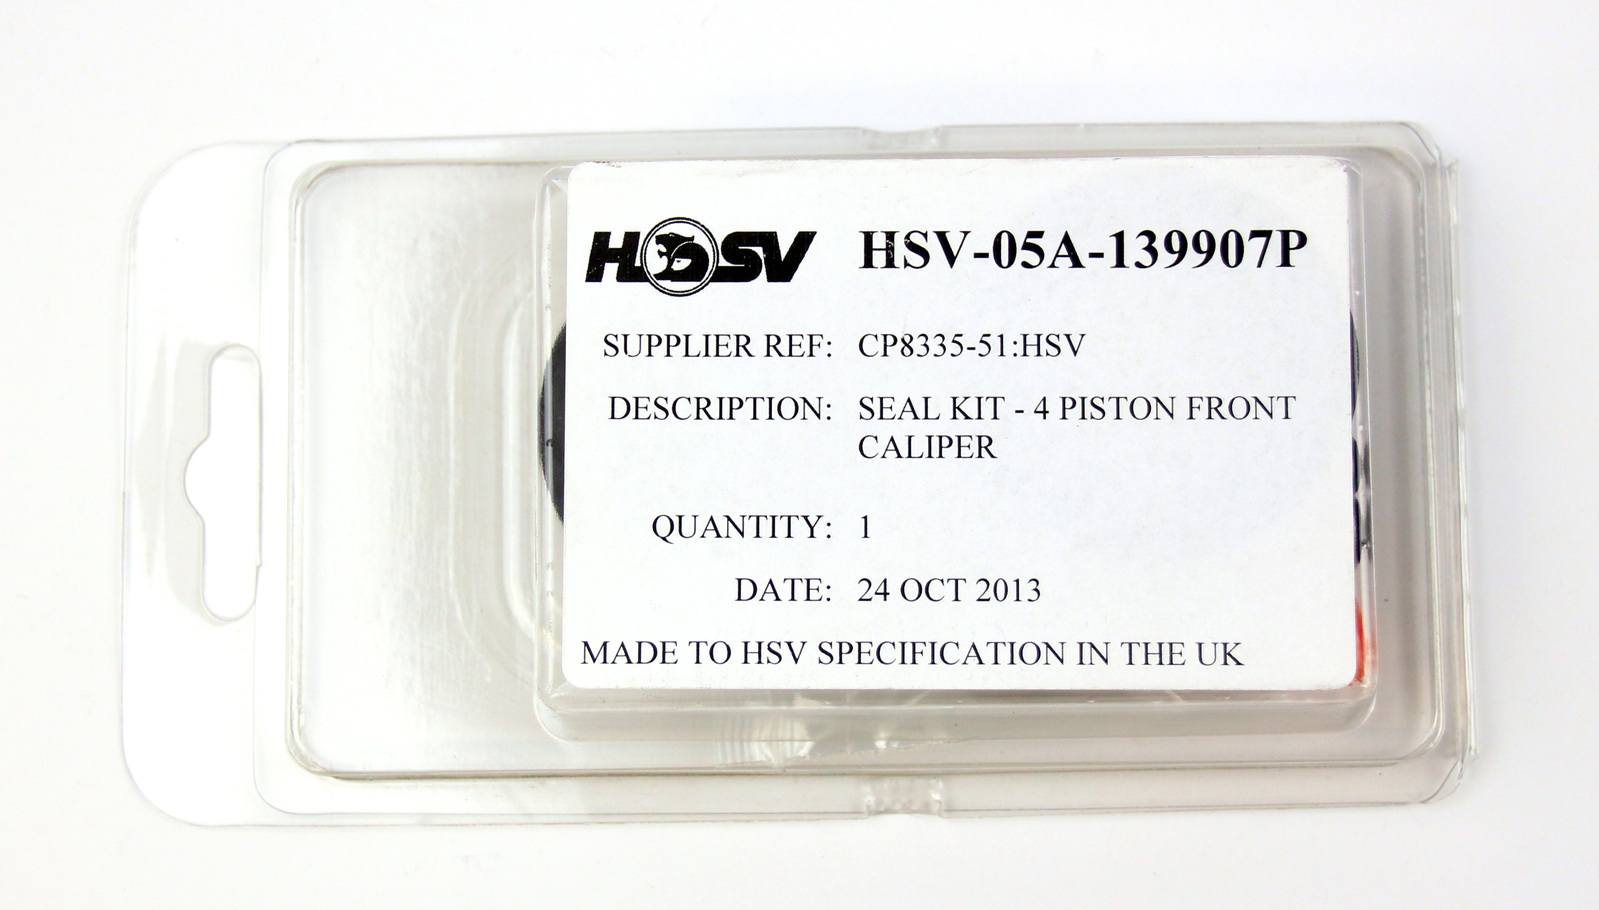 HSV HSV-05A-139907P
SUPPLIER REF: CP8335-51:HSV
DESCRIPTION: SEAL KIT - 4 PISTON FRONT
CALIPER
QUANTITY: 1
DATE: 24 OCT 2013
MADE TO HSV SPECIFICATION IN THE UK